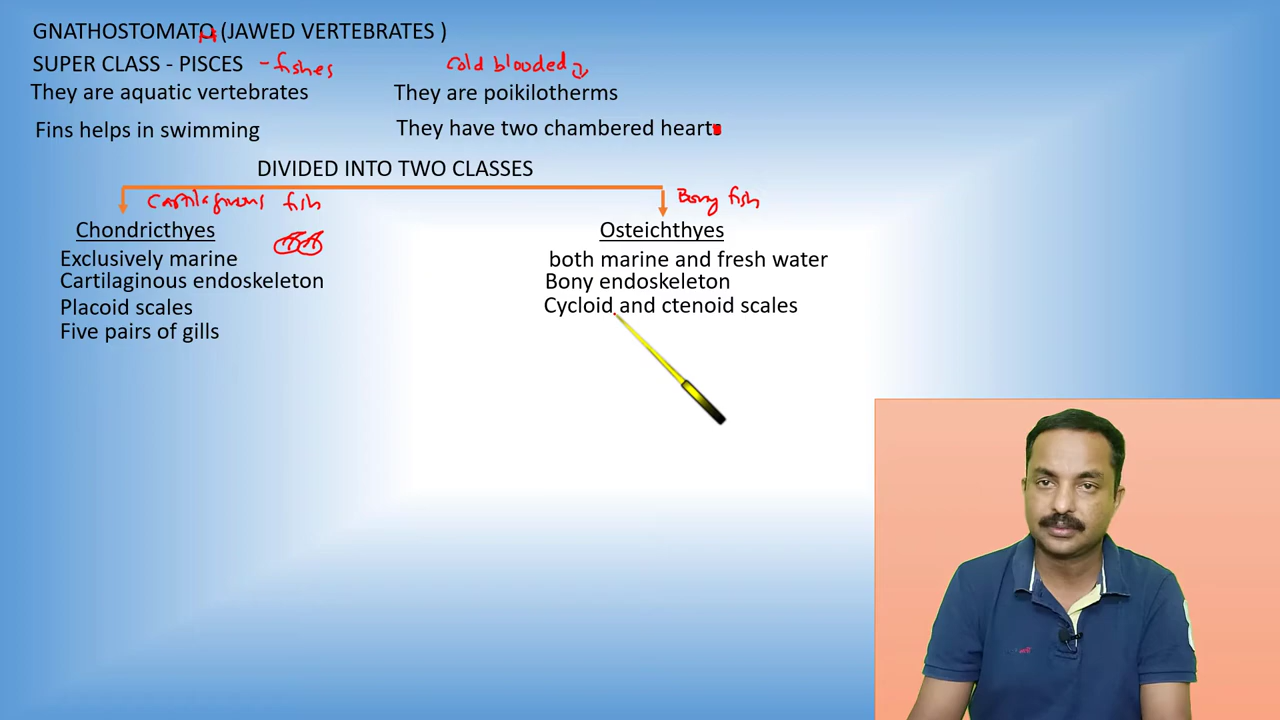 GNATHOSTOMATO (JAWED VERTEBRATES )
SUPER CLASS - PISCES - fishes
cold blooded
They are aquatic vertebrates
They are poikilotherms
Fins helps in swimming
They have two chambered hearts
DIVIDED INTO TWO CLASSES
Cartilaginous fish
Bony fish
Chondricthyes
Exclusively marine
Cartilaginous endoskeleton
Placoid scales
Five pairs of gills
Osteichthyes
both marine and fresh water
Bony endoskeleton
Cycloid and ctenoid scales